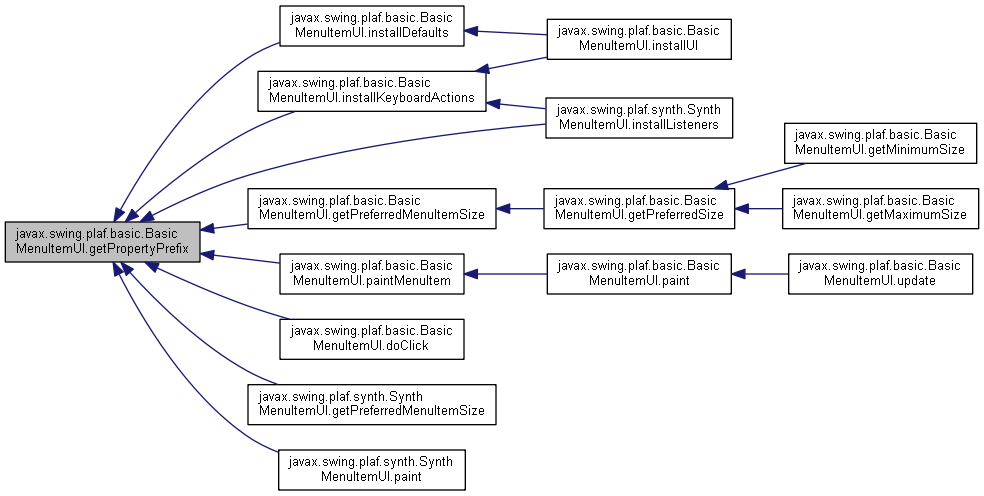 javax.swing.plaf.basic.Basic
MenuItemUI.getPropertyPrefix
javax.swing.plaf.basic.Basic
MenuItemUI.installDefaults
javax.swing.plaf.basic.Basic
MenuItemUI.installUI
javax.swing.plaf.basic.Basic
MenuItemUI.installKeyboardActions
javax.swing.plaf.synth.Synth
MenuItemUI.installListeners
javax.swing.plaf.basic.Basic
MenuItemUI.getPreferredMenuItemSize
javax.swing.plaf.basic.Basic
MenuItemUI.getPreferredSize
javax.swing.plaf.basic.Basic
MenuItemUI.getMinimumSize
javax.swing.plaf.basic.Basic
MenuItemUI.getMaximumSize
javax.swing.plaf.basic.Basic
MenuItemUI.paintMenuItem
javax.swing.plaf.basic.Basic
MenuItemUI.paint
javax.swing.plaf.basic.Basic
MenuItemUI.update
javax.swing.plaf.basic.Basic
MenuItemUI.doClick
javax.swing.plaf.synth.Synth
MenuItemUI.getPreferredMenuItemSize
javax.swing.plaf.synth.Synth
MenuItemUI.paint